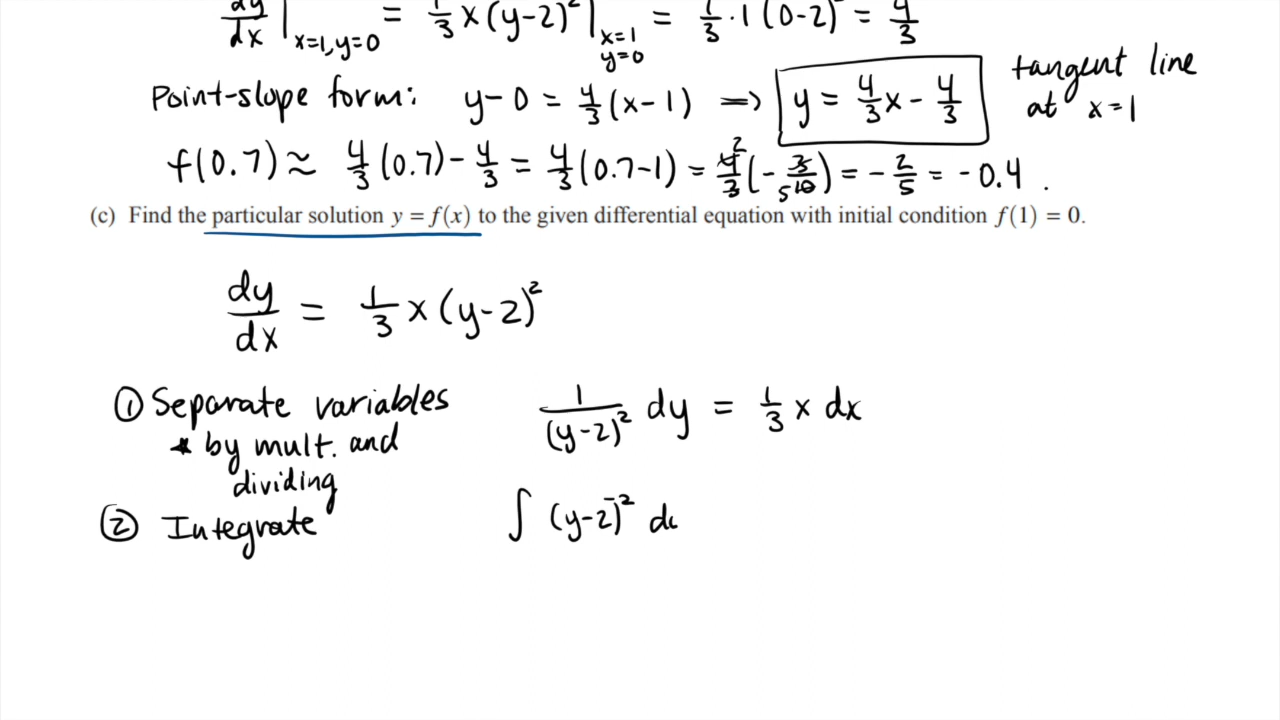 dy/dx |x=1, y=0 = 1/3 x (y-2)² |x=1 y=0 = 1/3 · 1 (0-2)² = 4/3
Point-slope form: y-0 = 4/3 (x-1) ⟹ y = 4/3 x - 4/3
tangent line
at x=1
f(0.7) ≈ 4/3 (0.7) - 4/3 = 4/3 (0.7-1) = 4/3 2 (- 3/10 5) = - 2/5 = -0.4 .
(c) Find the particular solution y = f(x) to the given differential equation with initial condition f(1) = 0.
dy/dx = 1/3 x (y-2)²
① Separate variables
* by mult. and
dividing
1/(y-2)² dy = 1/3 x dx
② Integrate
∫ (y-2)⁻² d